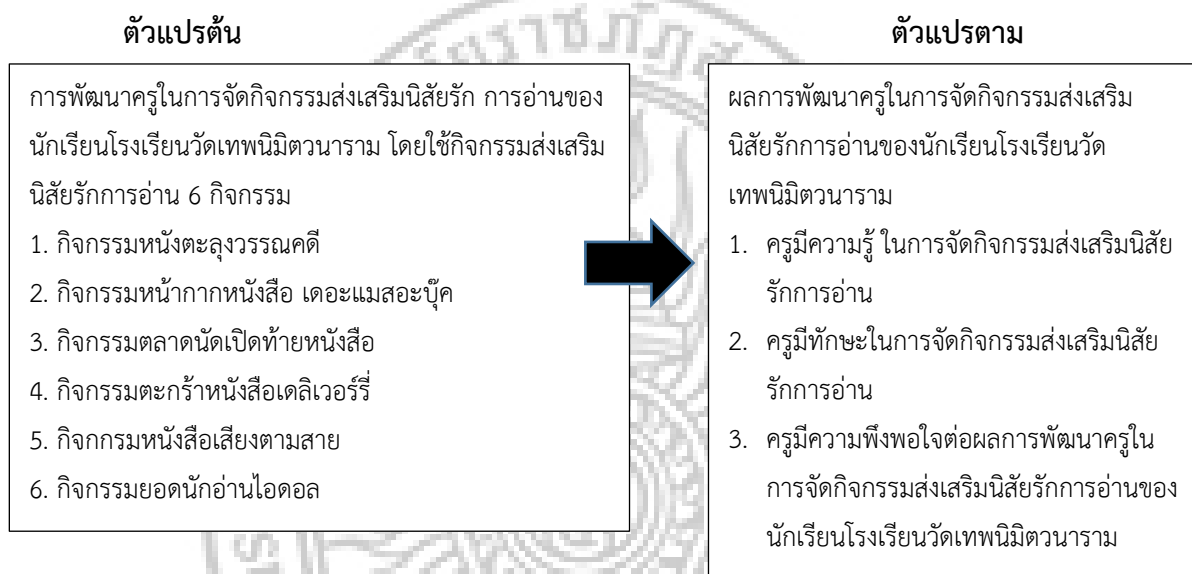 ตัวแปรต้น
การพัฒนาครูในการจัดกิจกรรมส่งเสริมนิสัยรัก การอ่านของ
นักเรียนโรงเรียนวัดเทพนิมิตวนาราม โดยใช้กิจกรรมส่งเสริม
นิสัยรักการอ่าน 6 กิจกรรม
1. กิจกรรมหนังตะลุงวรรณคดี
2. กิจกรรมหน้ากากหนังสือ เดอะแมสอะบุ๊ค
3. กิจกรรมตลาดนัดเปิดท้ายหนังสือ
4. กิจกรรมตะกร้าหนังสือเดลิเวอร์รี่
5. กิจกกรมหนังสือเสียงตามสาย
6. กิจกรรมยอดนักอ่านไอดอล
ตัวแปรตาม
ผลการพัฒนาครูในการจัดกิจกรรมส่งเสริม
นิสัยรักการอ่านของนักเรียนโรงเรียนวัด
เทพนิมิตวนาราม
1. ครูมีความรู้ ในการจัดกิจกรรมส่งเสริมนิสัย
รักการอ่าน
2. ครูมีทักษะในการจัดกิจกรรมส่งเสริมนิสัย
รักการอ่าน
3. ครูมีความพึงพอใจต่อผลการพัฒนาครูใน
การจัดกิจกรรมส่งเสริมนิสัยรักการอ่านของ
นักเรียนโรงเรียนวัดเทพนิมิตวนาราม